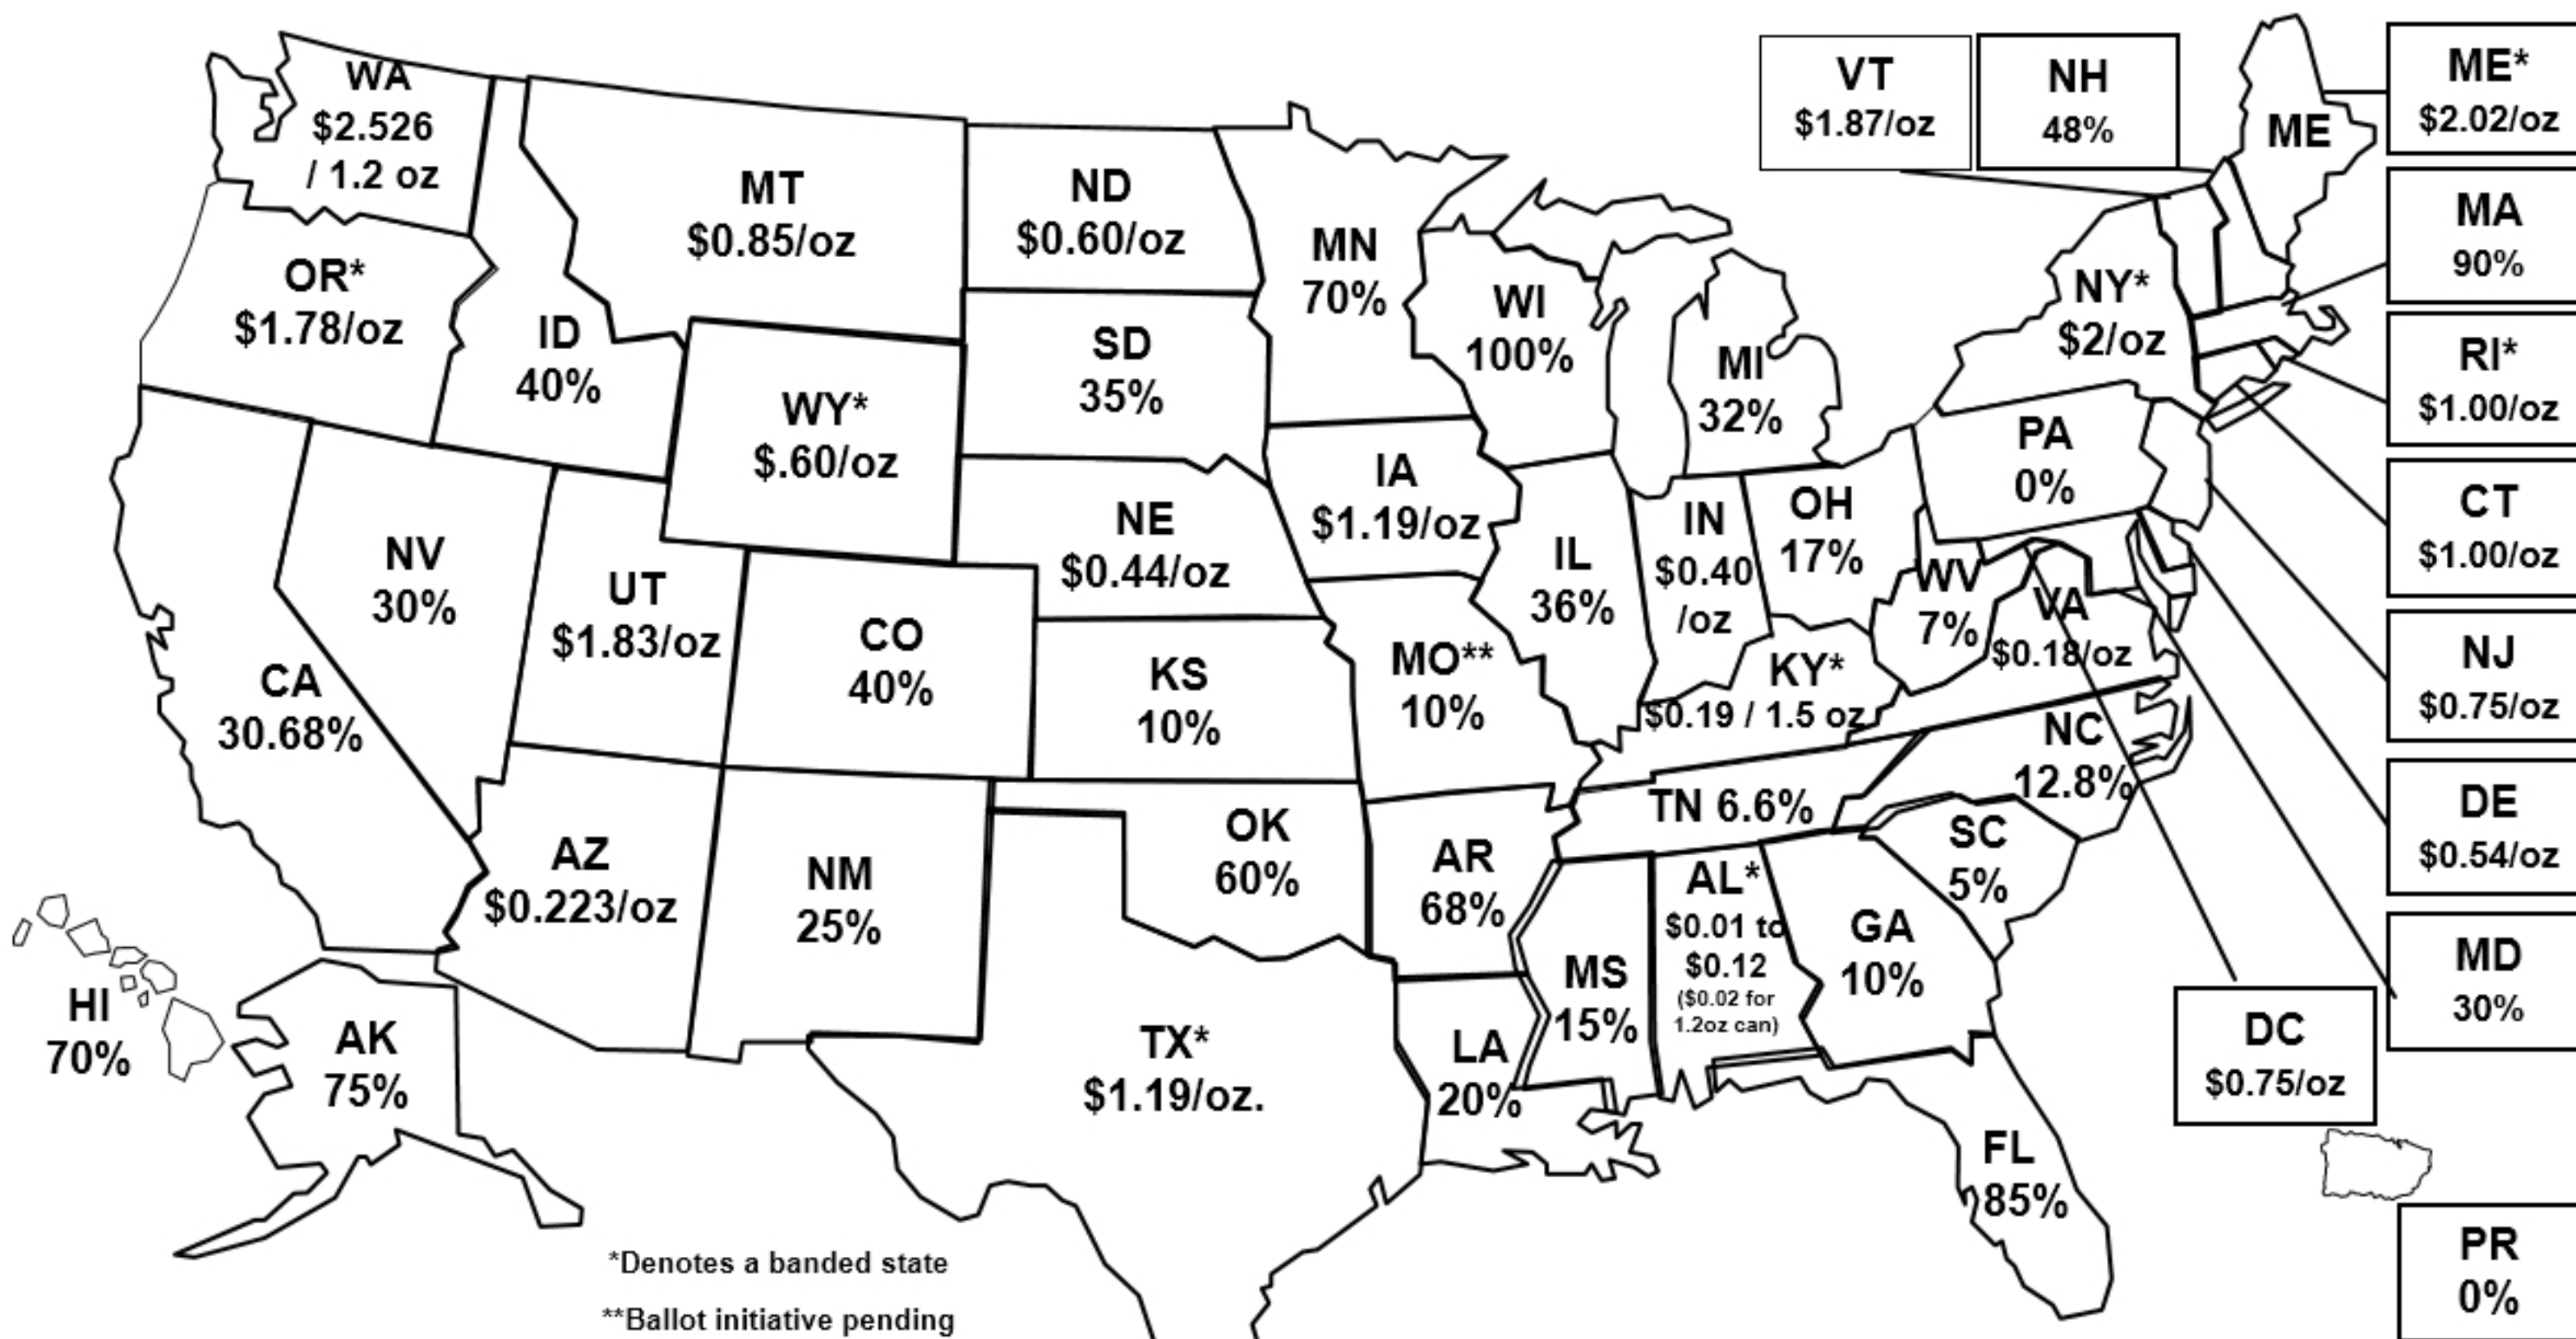 WA
$2.526
/ 1.2 oz
OR*
$1.78/oz
ID
40%
MT
$0.85/oz
ND
$0.60/oz
MN
70%
SD
35%
WY*
$.60/oz
NE
$0.44/oz
IA
$1.19/oz
WI
100%
MI
32%
VT
$1.87/oz
NH
48%
ME
ME*
$2.02/oz
MA
90%
RI*
$1.00/oz
CT
$1.00/oz
NJ
$0.75/oz
DE
$0.54/oz
MD
30%
DC
$0.75/oz
PR
0%
NY*
$2/oz
PA
0%
OH
17%
IN
$0.40
/oz
IL
36%
WV
7%
VA
$0.18/oz
KY*
$0.19 / 1.5 oz
NV
30%
UT
$1.83/oz
CO
40%
KS
10%
MO**
10%
CA
30.68%
AZ
$0.223/oz
NM
25%
OK
60%
AR
68%
TN 6.6%
NC
12.8%
SC
5%
AL*
$0.01 to
$0.12
($0.02 for
1.2oz can)
GA
10%
MS
15%
LA
20%
TX*
$1.19/oz.
FL
85%
HI
70%
AK
75%
*Denotes a banded state
**Ballot initiative pending